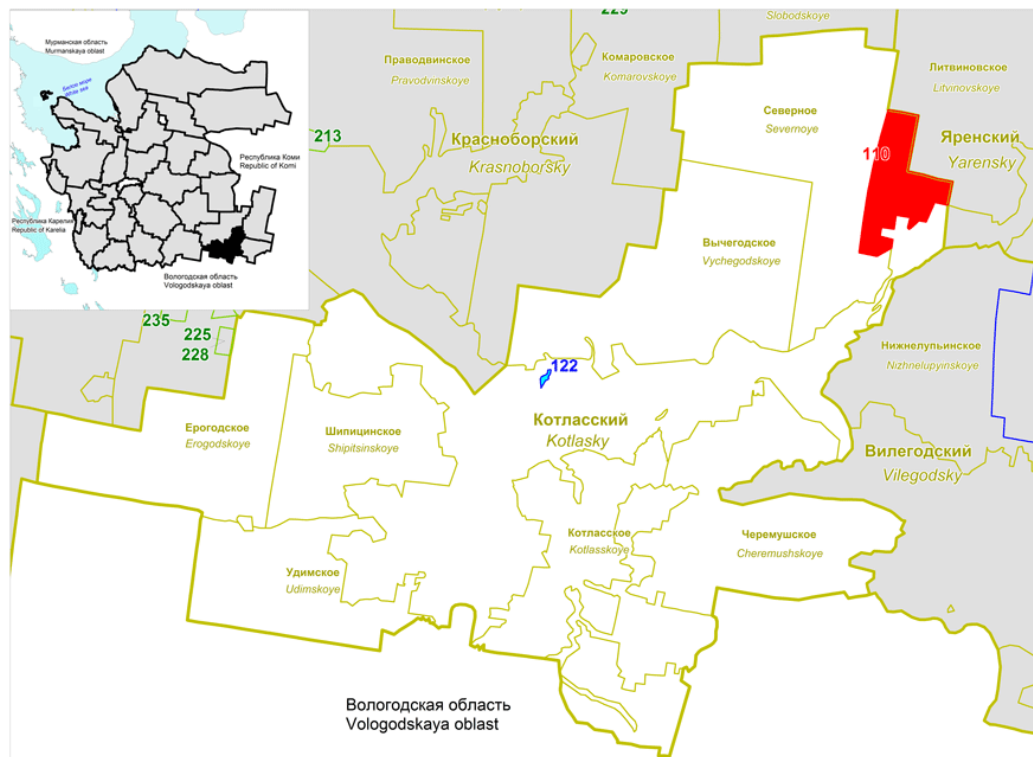 Мурманская область
Murmanskaya oblast
Белое море
White sea
Республика Коми
Republic of Komi
Республика Карелия
Republic of Karelia
Вологодская область
Vologodskaya oblast
229
Slobodskoye
Праводвинское
Pravodvinskoye
Комаровское
Komarovskoye
Литвиновское
Litvinovskoye
Северное
Severnoye
213
Красноборский
Krasnoborsky
110
Яренский
Yarensky
Вычегодское
Vychegodskoye
235
225
228
122
Нижнелупьинское
Nizhnelupyinskoye
Ерогодское
Erogodskoye
Шипицинское
Shipitsinskoye
Котласский
Kotlasky
Вилегодский
Vilegodsky
Котласское
Kotlasskoye
Черемушское
Cheremushskoye
Удимское
Udimskoye
Вологодская область
Vologodskaya oblast